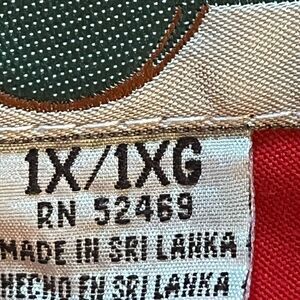 1X/1XG
RN 52469
MADE IN SRI LANKA
HECHO EN SRI LANKA